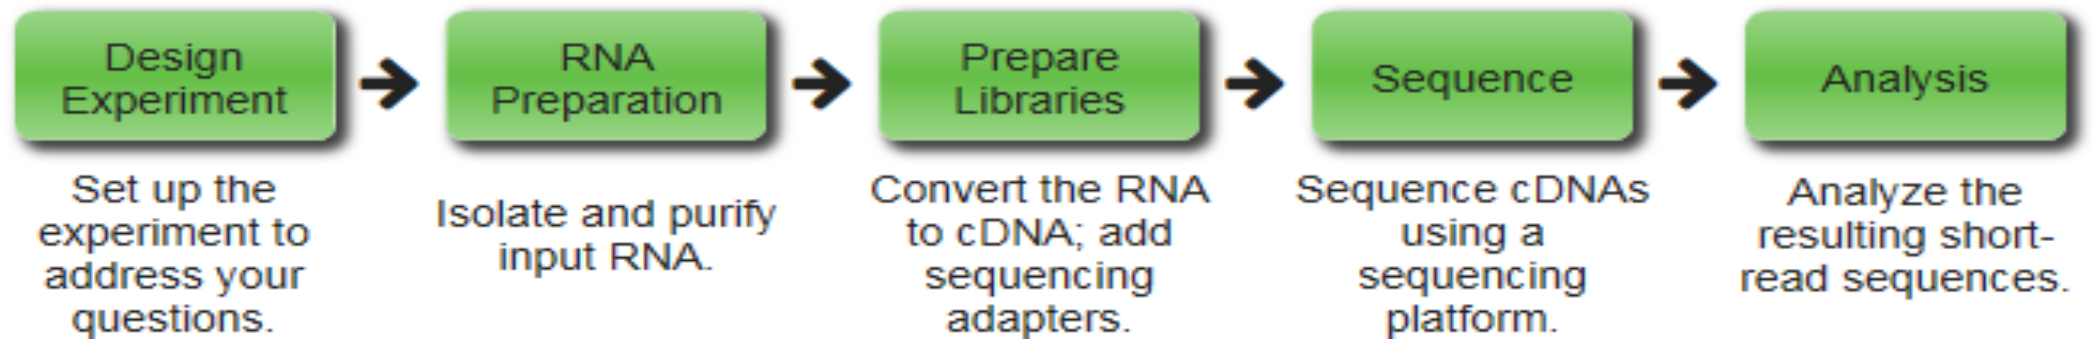 Design
Experiment
Set up the
experiment to
address your
questions.
RNA
Preparation
Isolate and purify
input RNA.
Prepare
Libraries
Convert the RNA
to cDNA; add
sequencing
adapters.
Sequence
Sequence cDNAs
using a
sequencing
platform.
Analysis
Analyze the
resulting short-
read sequences.